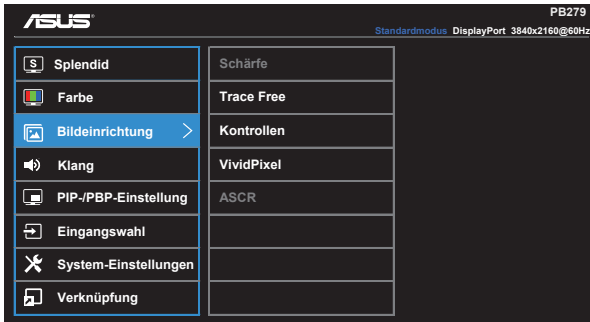 ASUS
PB279
Standardmodus DisplayPort 3840x2160@60Hz
S Splendid
Farbe
Bildeinrichtung
Klang
PIP-/PBP-Einstellung
Eingangswahl
System-Einstellungen
Verknüpfung
Schärfe
Trace Free
Kontrollen
VividPixel
ASCR